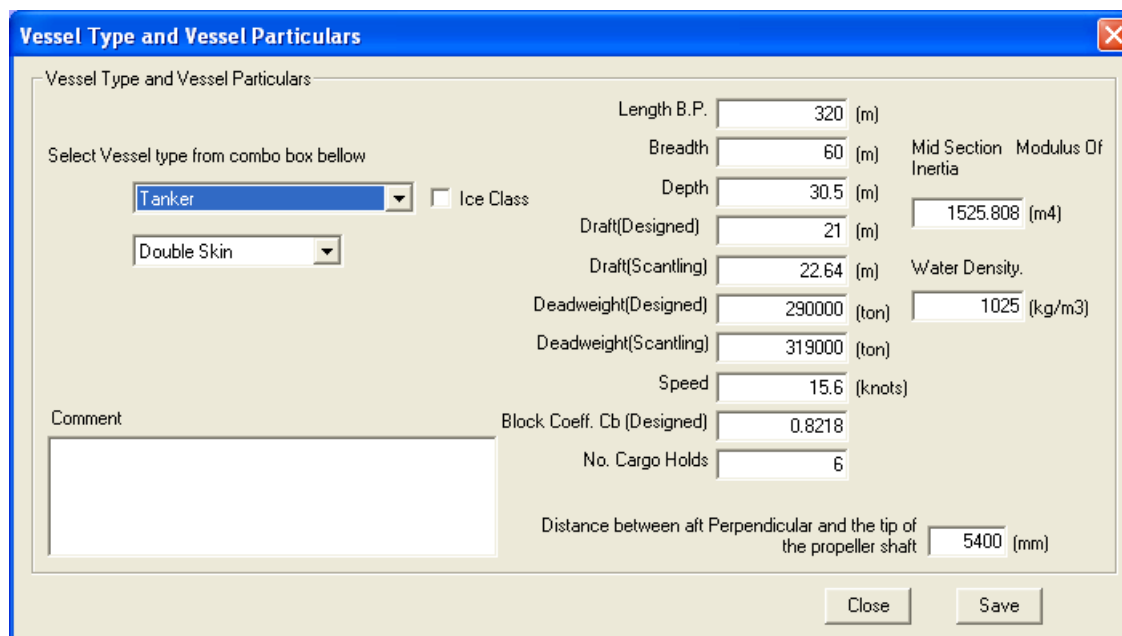 Vessel Type and Vessel Particulars
Vessel Type and Vessel Particulars
Select Vessel type from combo box bellow
Tanker
Ice Class
Double Skin
Comment
Length B.P. 320 (m)
Breadth 60 (m)
Depth 30.5 (m)
Draft(Designed) 21 (m)
Draft(Scantling) 22.64 (m)
Deadweight(Designed) 290000 (ton)
Deadweight(Scantling) 319000 (ton)
Speed 15.6 (knots)
Block Coeff. Cb (Designed) 0.8218
No. Cargo Holds 6
Mid Section Modulus Of
Inertia
1525.808 (m4)
Water Density.
1025 (kg/m3)
Distance between aft Perpendicular and the tip of
the propeller shaft 5400 (mm)
Close Save